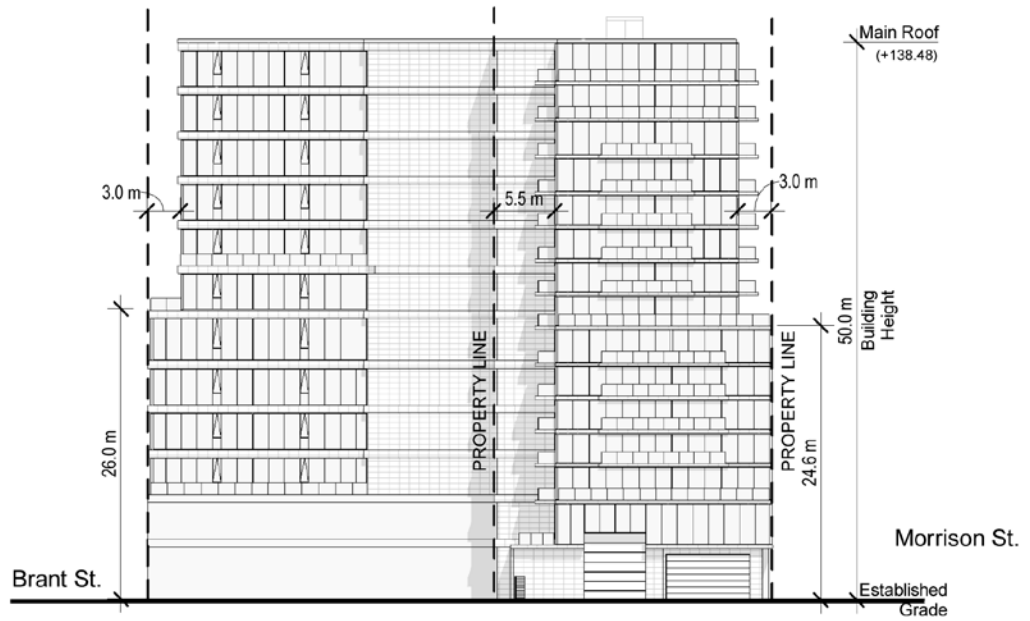 Main Roof
(+138.48)
3.0 m
5.5 m
3.0 m
50.0 m
Building
Height
PROPERTY LINE
PROPERTY LINE
26.0 m
24.6 m
Morrison St.
Brant St.
Established
Grade